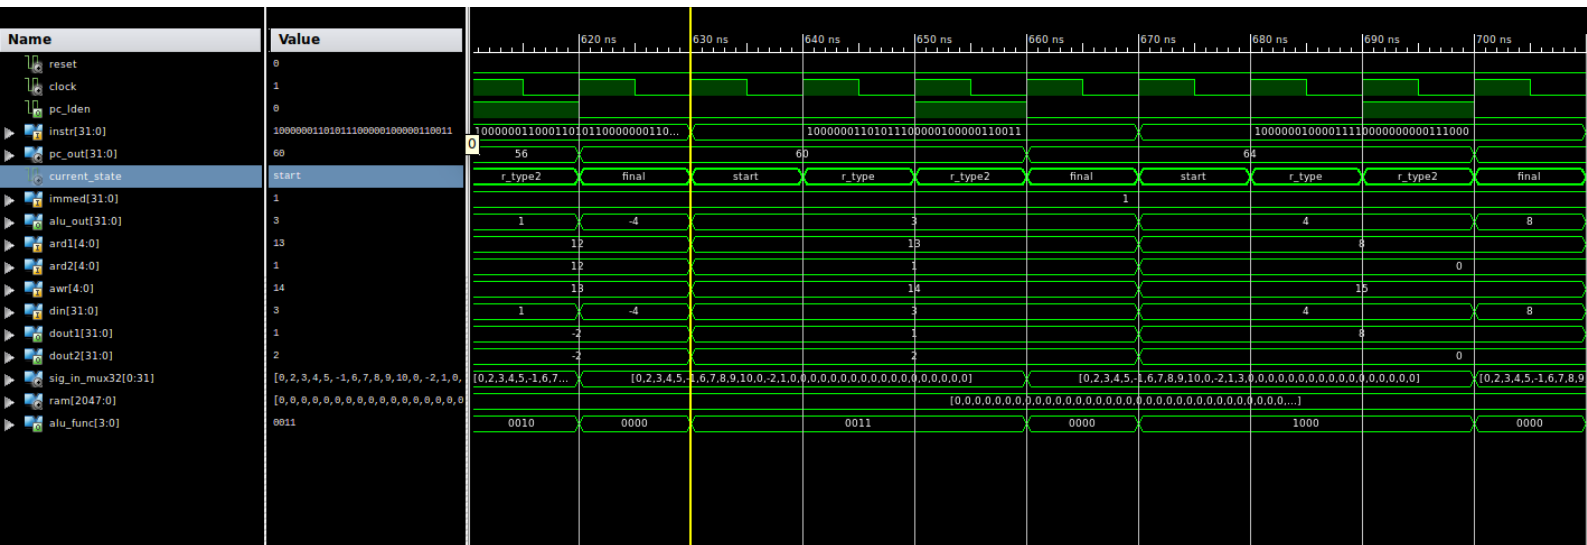 Name Value 620 ns 630 ns 640 ns 650 ns 660 ns 670 ns 680 ns 690 ns 700 ns
reset 0
clock 1
pc_lden 0
instr[31:0] 10000001101011100000100000110011 10000001100011010110000000110... 10000001101011100000100000110011 10000001000011110000000000111000
0
pc_out[31:0] 60 56 60 64
current_state start r_type2 final start r_type r_type2 final start r_type r_type2 final
immed[31:0] 1 1
alu_out[31:0] 3 1 -4 3 4 8
ard1[4:0] 13 12 13 8
ard2[4:0] 1 12 1 0
awr[4:0] 14 13 14 15
din[31:0] 3 1 -4 3 4 8
dout1[31:0] 1 -2 1 8
dout2[31:0] 2 -2 2 0
sig_in_mux32[0:31] [0,2,3,4,5,-1,6,7,8,9,10,0,-2,1,0, [0,2,3,4,5,-1,6,7... [0,2,3,4,5,-1,6,7,8,9,10,0,-2,1,0,0,0,0,0,0,0,0,0,0,0,0,0,0,0,0,0,0] [0,2,3,4,5,-1,6,7,8,9,10,0,-2,1,3,0,0,0,0,0,0,0,0,0,0,0,0,0,0,0,0,0] [0,2,3,4,5,-1,6,7,8,9
ram[2047:0] [0,0,0,0,0,0,0,0,0,0,0,0,0,0,0,0,0 [0,0,0,0,0,0,0,0,0,0,0,0,0,0,0,0,0,0,0,0,0,0,0,0,0,0,0,0,0,0,0,0,...]
alu_func[3:0] 0011 0010 0000 0011 0000 1000 0000